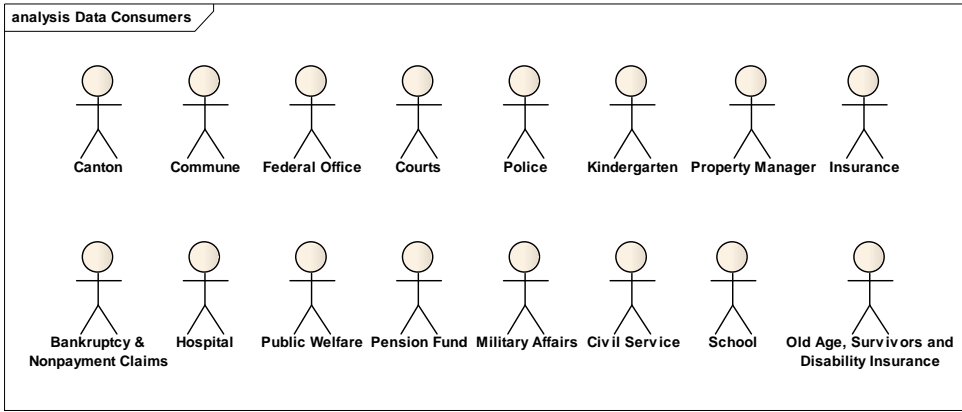 analysis Data Consumers
Canton Commune Federal Office Courts Police Kindergarten Property Manager Insurance
Bankruptcy & Hospital Public Welfare Pension Fund Military Affairs Civil Service School Old Age, Survivors and
Nonpayment Claims Disability Insurance